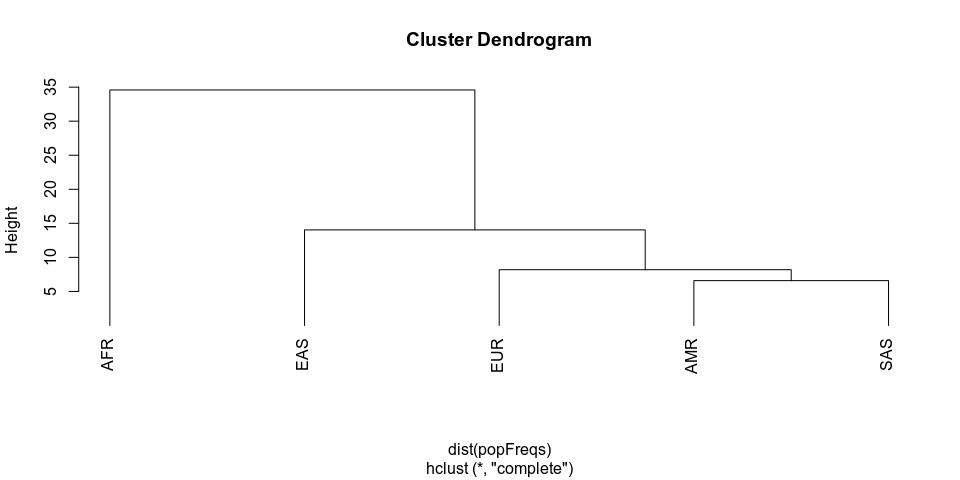 Cluster Dendrogram
Height
35
30
25
20
15
10
5
AFR
EAS
EUR
AMR
SAS
dist(popFreqs)
hclust (*, "complete")